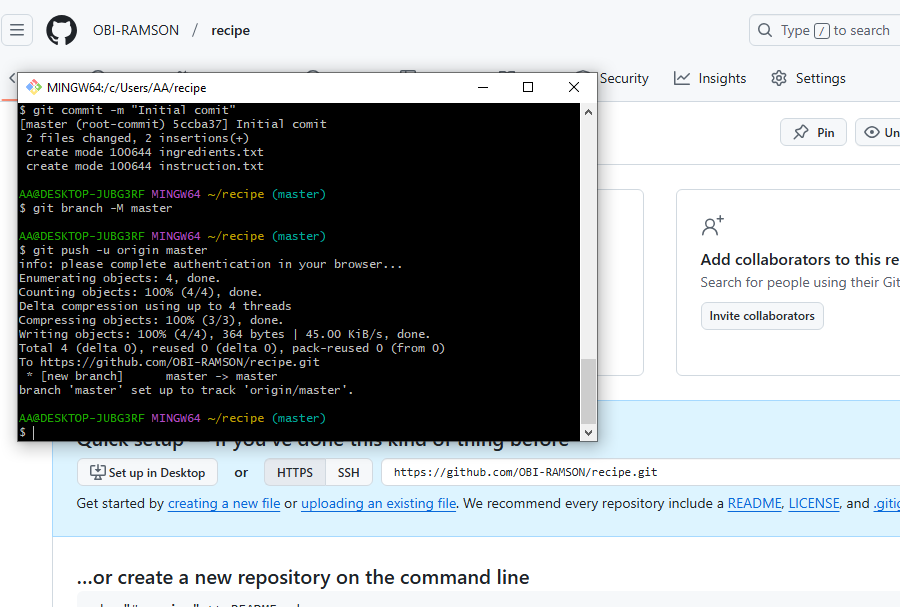 OBI-RAMSON / recipe
Type / to search
Security
Insights
Settings
MINGW64:/c/Users/AA/recipe
$ git commit -m "Initial comit"
[master (root-commit) 5ccba37] Initial comit
2 files changed, 2 insertions(+)
create mode 100644 ingredients.txt
create mode 100644 instruction.txt
AA@DESKTOP-JUBG3RF MINGW64 ~/recipe (master)
$ git branch -M master
AA@DESKTOP-JUBG3RF MINGW64 ~/recipe (master)
$ git push -u origin master
info: please complete authentication in your browser...
Enumerating objects: 4, done.
Counting objects: 100% (4/4), done.
Delta compression using up to 4 threads
Compressing objects: 100% (3/3), done.
Writing objects: 100% (4/4), 364 bytes | 45.00 KiB/s, done.
Total 4 (delta 0), reused 0 (delta 0), pack-reused 0 (from 0)
To https://github.com/OBI-RAMSON/recipe.git
* [new branch] master -> master
branch 'master' set up to track 'origin/master'.
AA@DESKTOP-JUBG3RF MINGW64 ~/recipe (master)
$
Pin
Un
Add collaborators to this re
Search for people using their Git
Invite collaborators
Quick setup — if you've done this kind of thing before
Set up in Desktop
or
HTTPS
SSH
https://github.com/OBI-RAMSON/recipe.git
Get started by creating a new file or uploading an existing file. We recommend every repository include a README, LICENSE, and .gitig
…or create a new repository on the command line